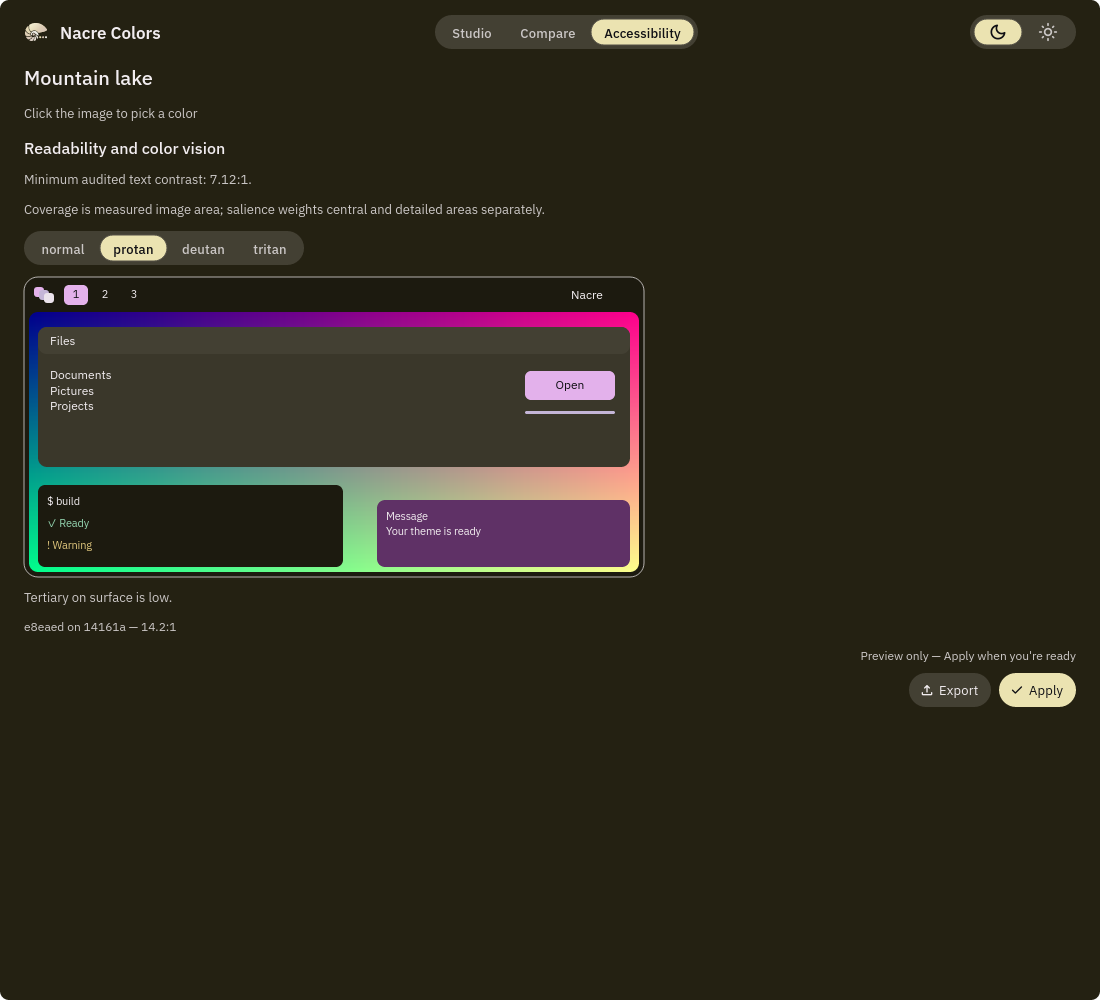 Nacre Colors
Studio
Compare
Accessibility
Mountain lake
Click the image to pick a color
Readability and color vision
Minimum audited text contrast: 7.12:1.
Coverage is measured image area; salience weights central and detailed areas separately.
normal
protan
deutan
tritan
1
2
3
Nacre
Files
Documents
Pictures
Projects
Open
$ build
✓ Ready
! Warning
Message
Your theme is ready
Tertiary on surface is low.
e8eaed on 14161a — 14.2:1
Preview only — Apply when you're ready
Export
Apply